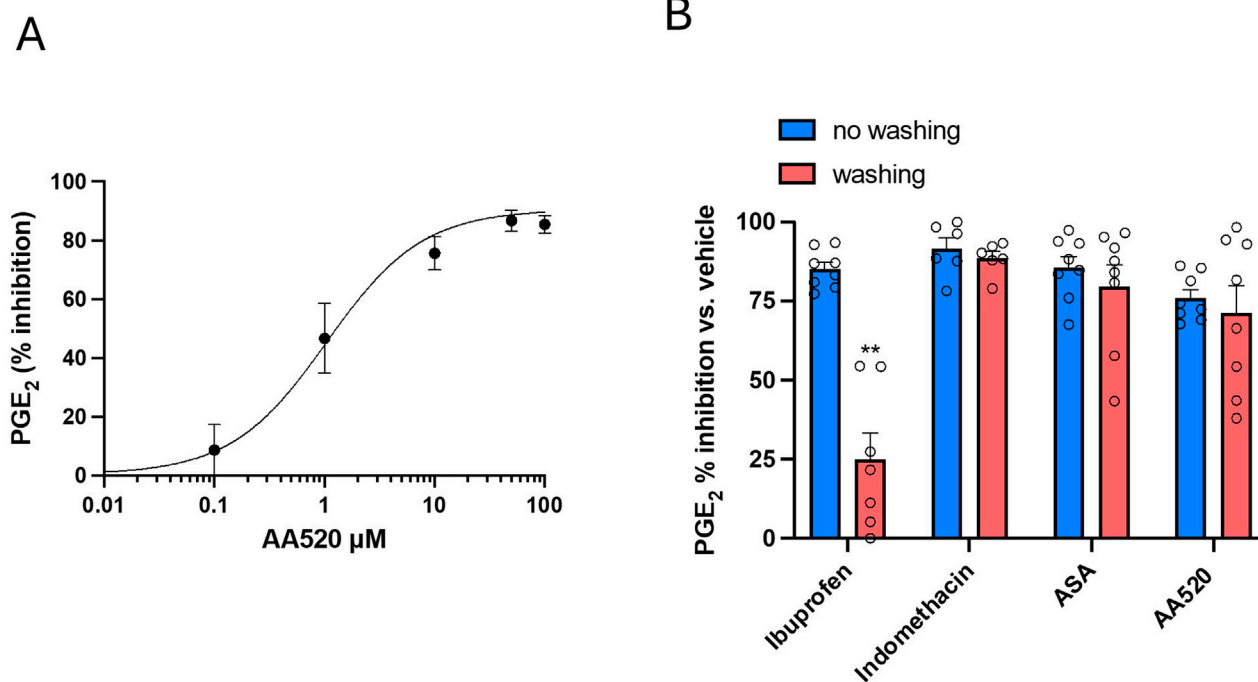 A
B
no washing
washing
PGE2 (% inhibition)
100
80
60
40
20
0
0.01
0.1
1
10
100
AA520 µM
PGE2 % inhibition vs. vehicle
100
75
50
25
0
**
Ibuprofen
Indomethacin
ASA
AA520